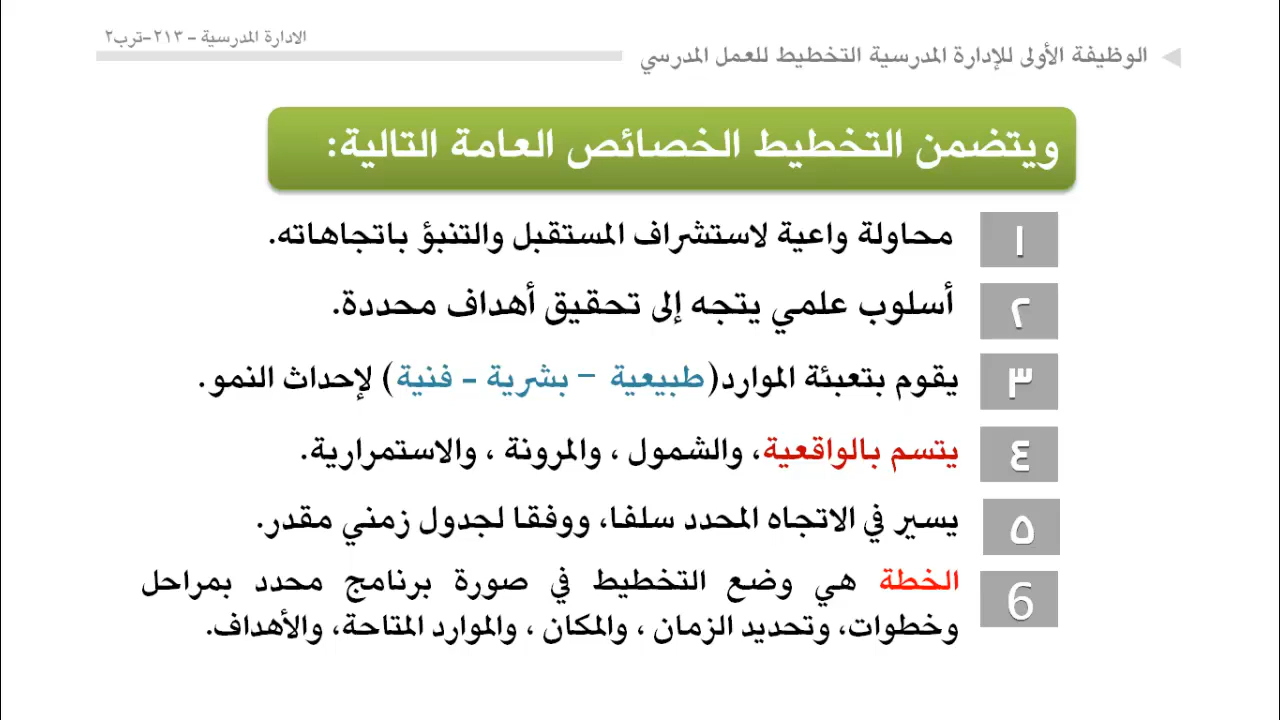 الادارة المدرسية - ٢١٣-ترب٢
الوظيفة الأولى للإدارة المدرسية التخطيط للعمل المدرسي
ويتضمن التخطيط الخصائص العامة التالية:
١ محاولة واعية لاستشراف المستقبل والتنبؤ باتجاهاته.
٢ أسلوب علمي يتجه إلى تحقيق أهداف محددة.
٣ يقوم بتعبئة الموارد(طبيعية – بشرية - فنية) لإحداث النمو.
٤ يتسم بالواقعية، والشمول ، والمرونة ، والاستمرارية.
٥ يسير في الاتجاه المحدد سلفا، ووفقا لجدول زمني مقدر.
6 الخطة هي وضع التخطيط في صورة برنامج محدد بمراحل
وخطوات، وتحديد الزمان ، والمكان ، والموارد المتاحة، والأهداف.